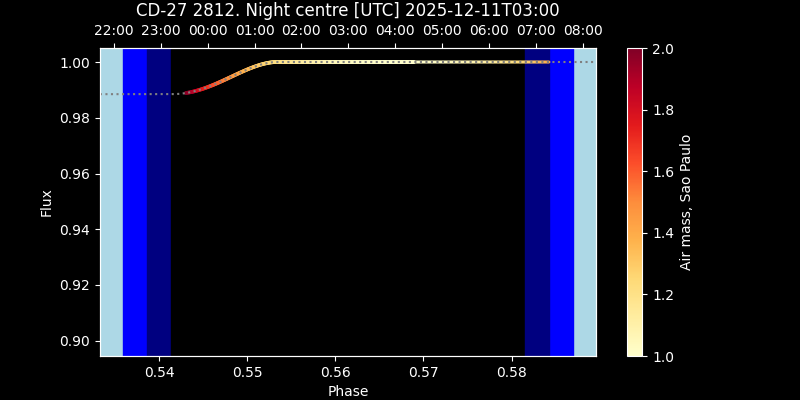 CD-27 2812. Night centre [UTC] 2025-12-11T03:00
22:00 23:00 00:00 01:00 02:00 03:00 04:00 05:00 06:00 07:00 08:00
1.00
0.98
0.96
0.94
0.92
0.90
Flux
0.54 0.55 0.56 0.57 0.58
Phase
2.0
1.8
1.6
1.4
1.2
1.0
Air mass, Sao Paulo